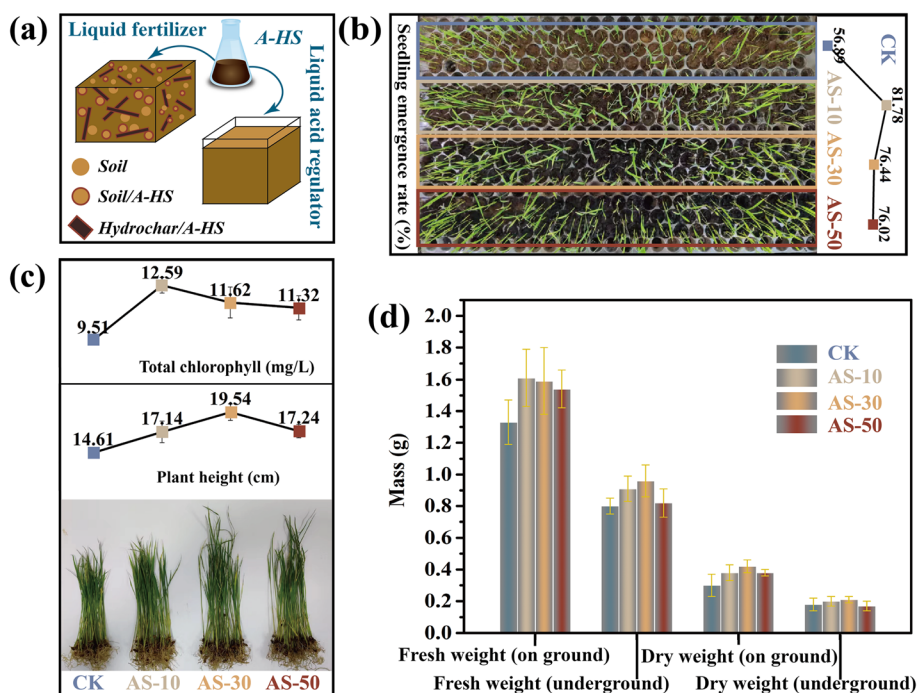 (a)
Liquid fertilizer
A-HS
Liquid acid regulator
Soil
Soil/A-HS
Hydrochar/A-HS
(b)
Seedling emergence rate (%)
CK
56.89
AS-10
81.78
AS-30
76.44
AS-50
76.02
(c)
9.51
12.59
11.62
11.32
Total chlorophyll (mg/L)
14.61
17.14
19.54
17.24
Plant height (cm)
CK AS-10 AS-30 AS-50
(d)
Mass (g)
2.0
1.8
1.6
1.4
1.2
1.0
0.8
0.6
0.4
0.2
0.0
CK
AS-10
AS-30
AS-50
Fresh weight (on ground)
Dry weight (on ground)
Fresh weight (underground)
Dry weight (underground)